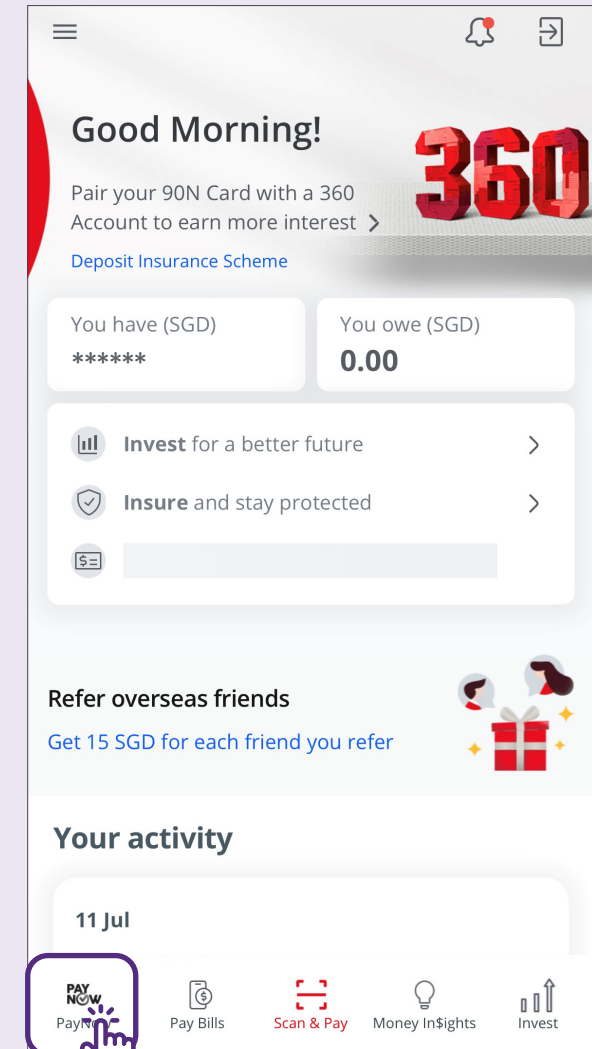 Good Morning!
360
Pair your 90N Card with a 360
Account to earn more interest
Deposit Insurance Scheme
You have (SGD)
******
You owe (SGD)
0.00
Invest for a better future
Insure and stay protected
Refer overseas friends
Get 15 SGD for each friend you refer
Your activity
11 Jul
PAY
NOW
PayNow
Pay Bills
Scan & Pay
Money In$ights
Invest